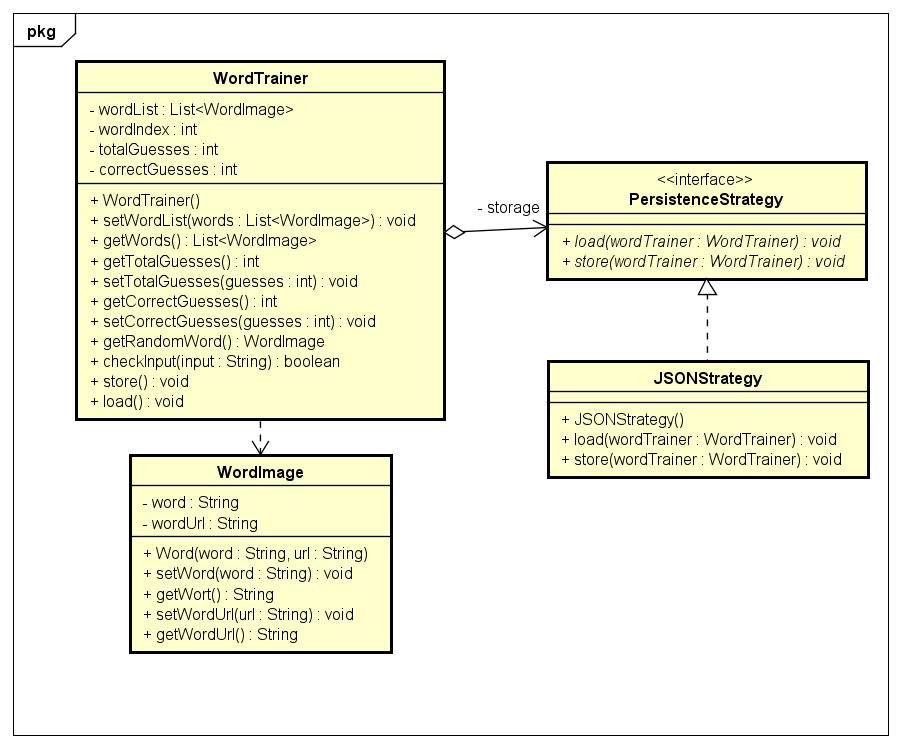 pkg
WordTrainer
- wordList : List<WordImage>
- wordIndex : int
- totalGuesses : int
- correctGuesses : int
+ WordTrainer()
+ setWordList(words : List<WordImage>) : void
+ getWords() : List<WordImage>
+ getTotalGuesses() : int
+ setTotalGuesses(guesses : int) : void
+ getCorrectGuesses() : int
+ setCorrectGuesses(guesses : int) : void
+ getRandomWord() : WordImage
+ checkInput(input : String) : boolean
+ store() : void
+ load() : void
- storage
<<interface>>
PersistenceStrategy
+ load(wordTrainer : WordTrainer) : void
+ store(wordTrainer : WordTrainer) : void
JSONStrategy
+ JSONStrategy()
+ load(wordTrainer : WordTrainer) : void
+ store(wordTrainer : WordTrainer) : void
WordImage
- word : String
- wordUrl : String
+ Word(word : String, url : String)
+ setWord(word : String) : void
+ getWort() : String
+ setWordUrl(url : String) : void
+ getWordUrl() : String